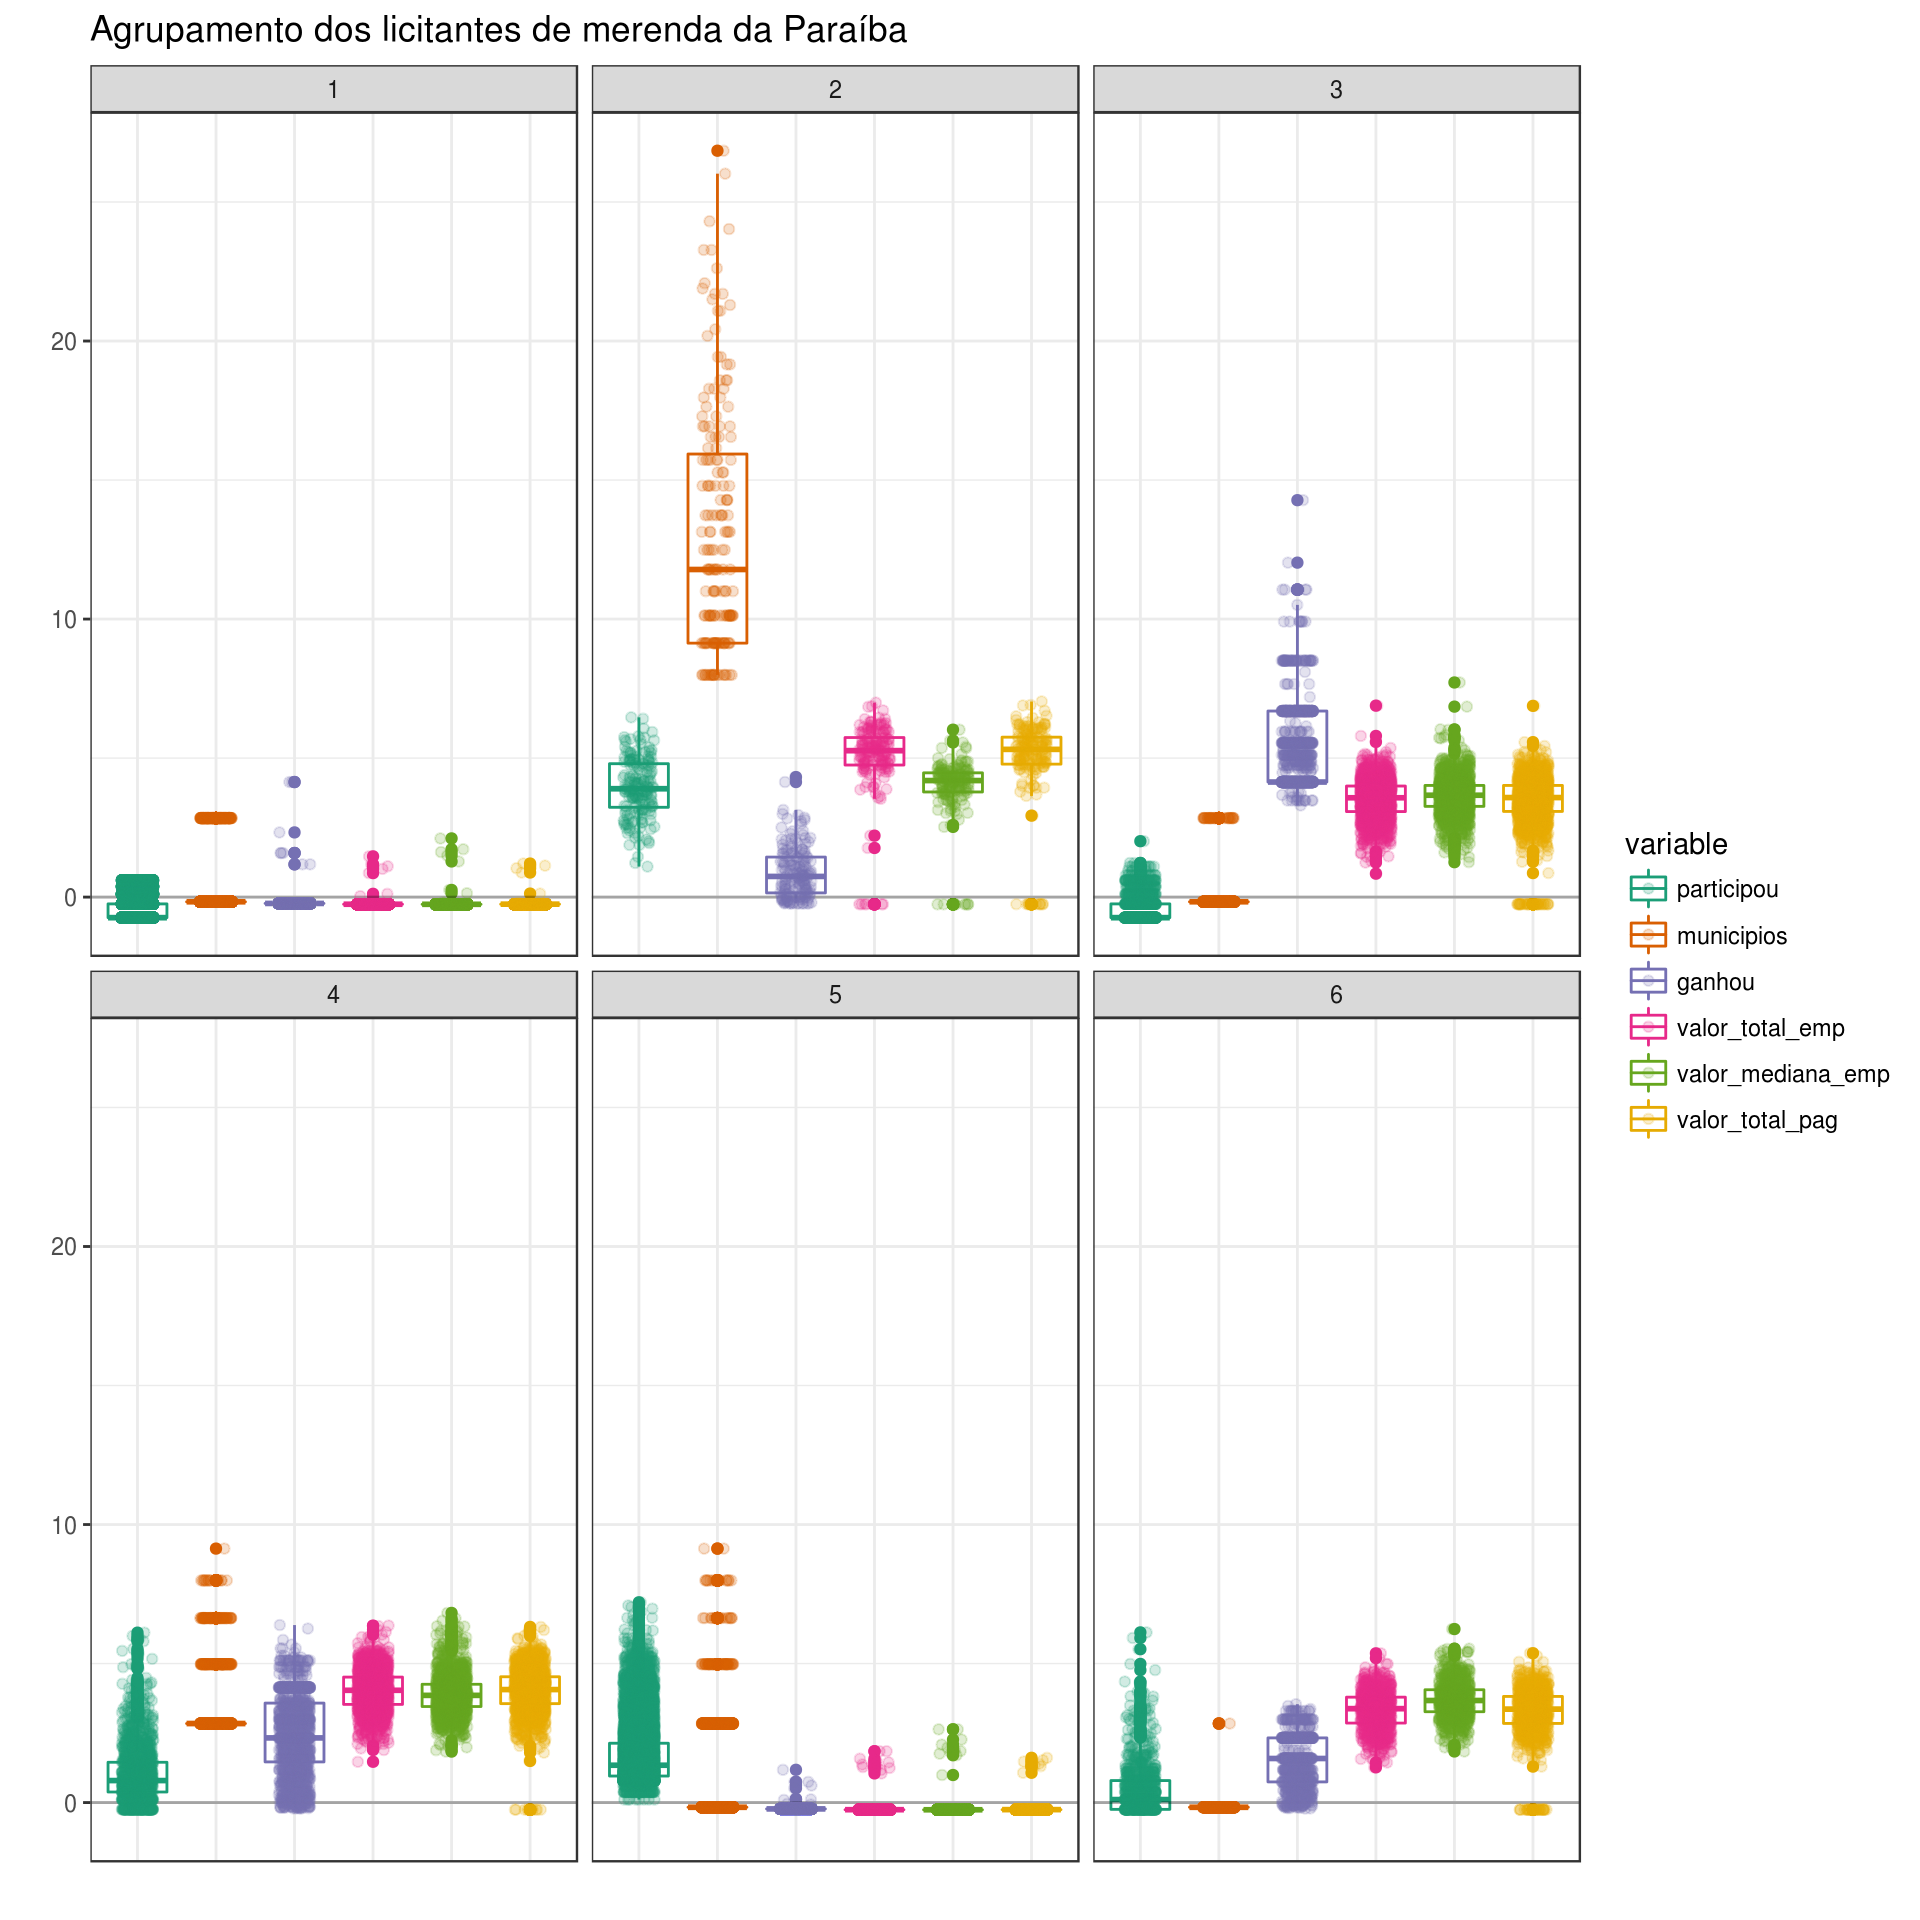 Agrupamento dos licitantes de merenda da Paraíba
1
2
3
20
10
0
4
5
6
20
10
0
variable
participou
municipios
ganhou
valor_total_emp
valor_mediana_emp
valor_total_pag